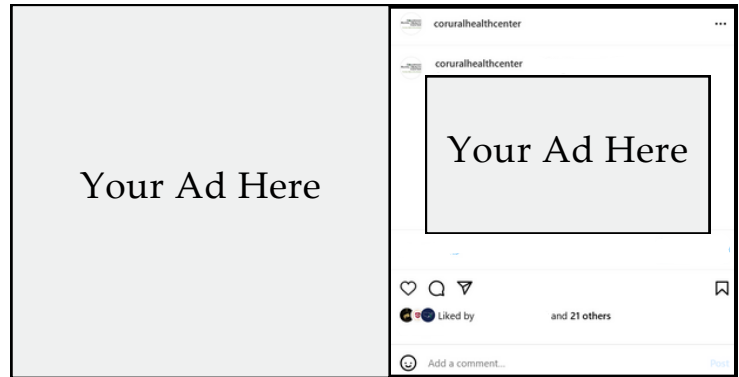 Your Ad Here
coruralhealthcenter
coruralhealthcenter
Your Ad Here
Liked by and 21 others
Add a comment...
Post